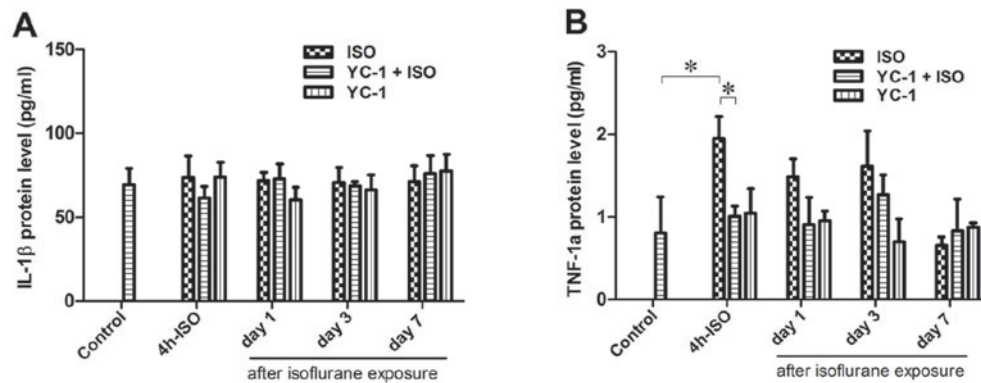 A
IL-1β protein level (pg/ml)
150
100
50
0
ISO
YC-1 + ISO
YC-1
Control
4h-ISO
day 1
day 3
day 7
after isoflurane exposure
B
TNF-1a protein level (pg/ml)
3
2
1
0
ISO
YC-1 + ISO
YC-1
*
*
Control
4h-ISO
day 1
day 3
day 7
after isoflurane exposure